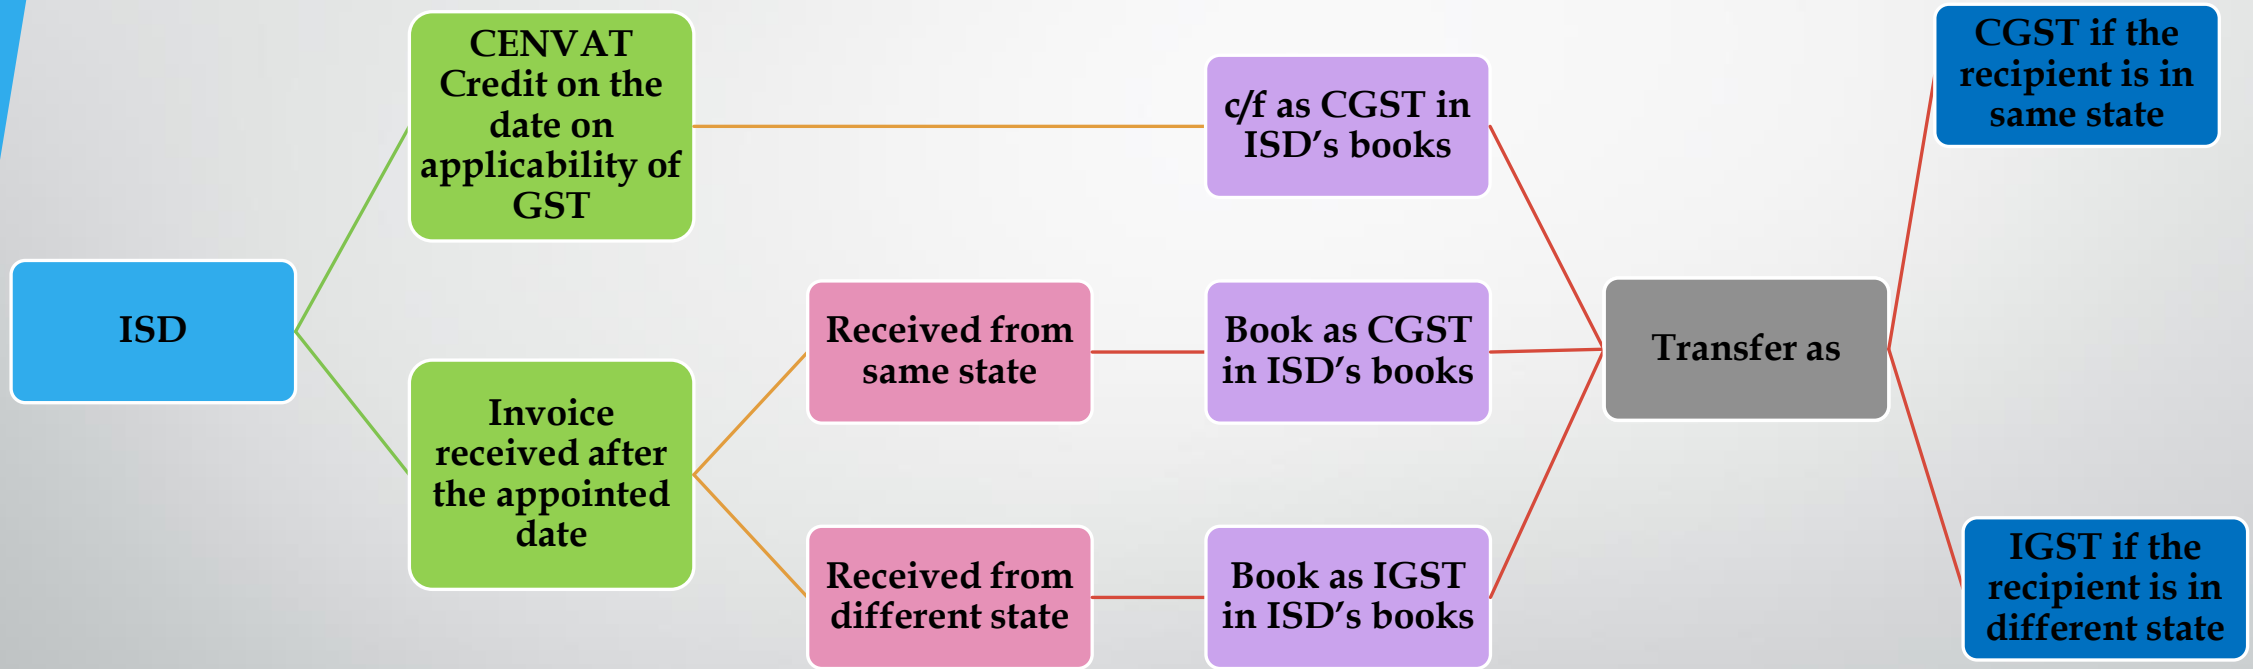 ISD
CENVAT
Credit on the
date on
applicability of
GST
Invoice
received after
the appointed
date
Received from
same state
Received from
different state
c/f as CGST in
ISD’s books
Book as CGST
in ISD’s books
Book as IGST
in ISD’s books
Transfer as
CGST if the
recipient is in
same state
IGST if the
recipient is in
different state